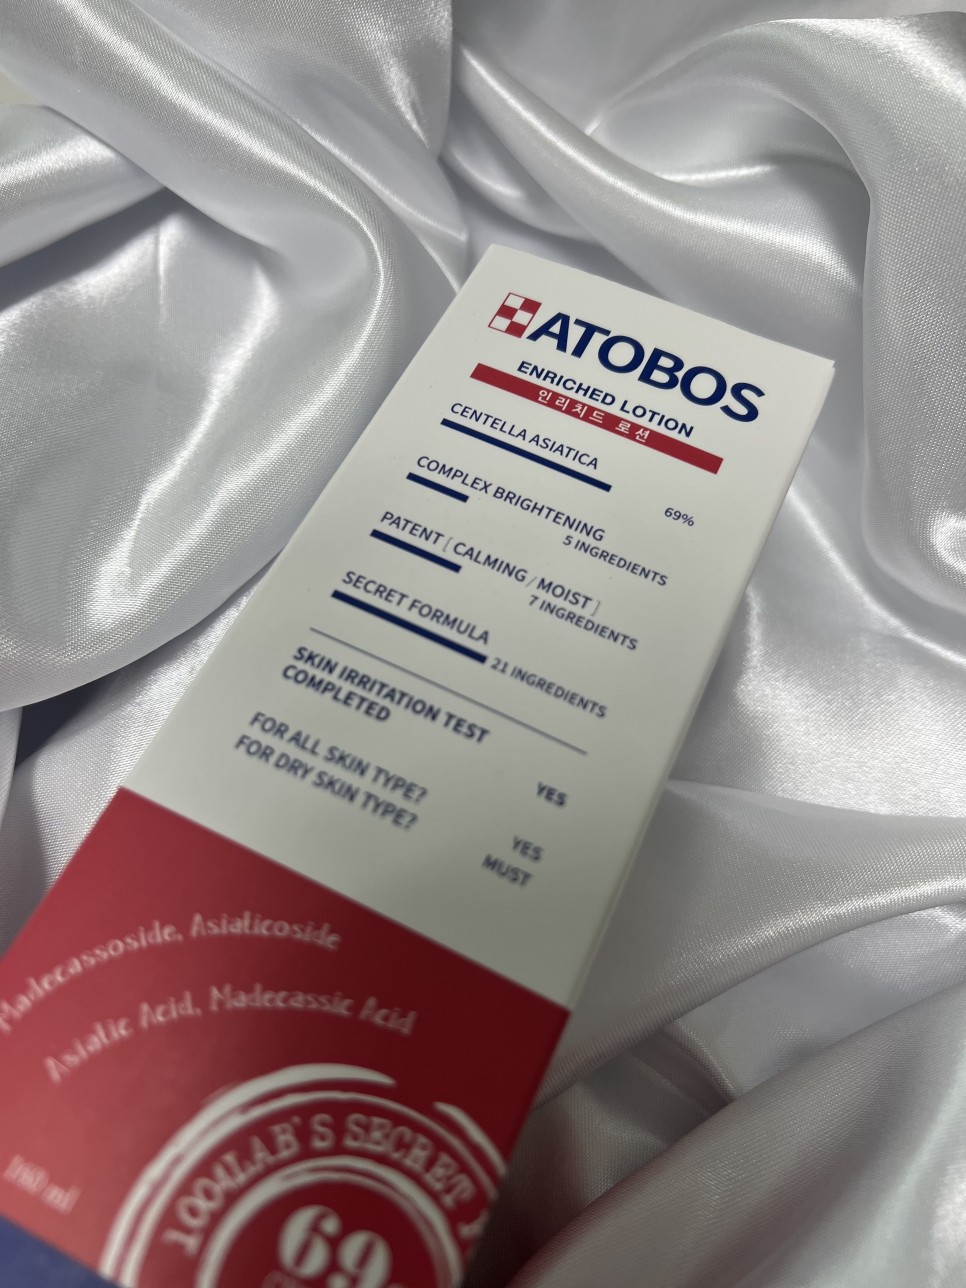 ATOBOS
ENRICHED LOTION
인리치드 로션
CENTELLA ASIATICA
69%
COMPLEX BRIGHTENING
5 INGREDIENTS
PATENT [ CALMING / MOIST ]
7 INGREDIENTS
SECRET FORMULA
21 INGREDIENTS
SKIN IRRITATION TEST
COMPLETED
YES
FOR ALL SKIN TYPE?
YES
FOR DRY SKIN TYPE?
MUST
Madecassoside, Asiaticoside
Asiatic Acid, Madecassic Acid
1004LAB'S SECRET
160 ml
69